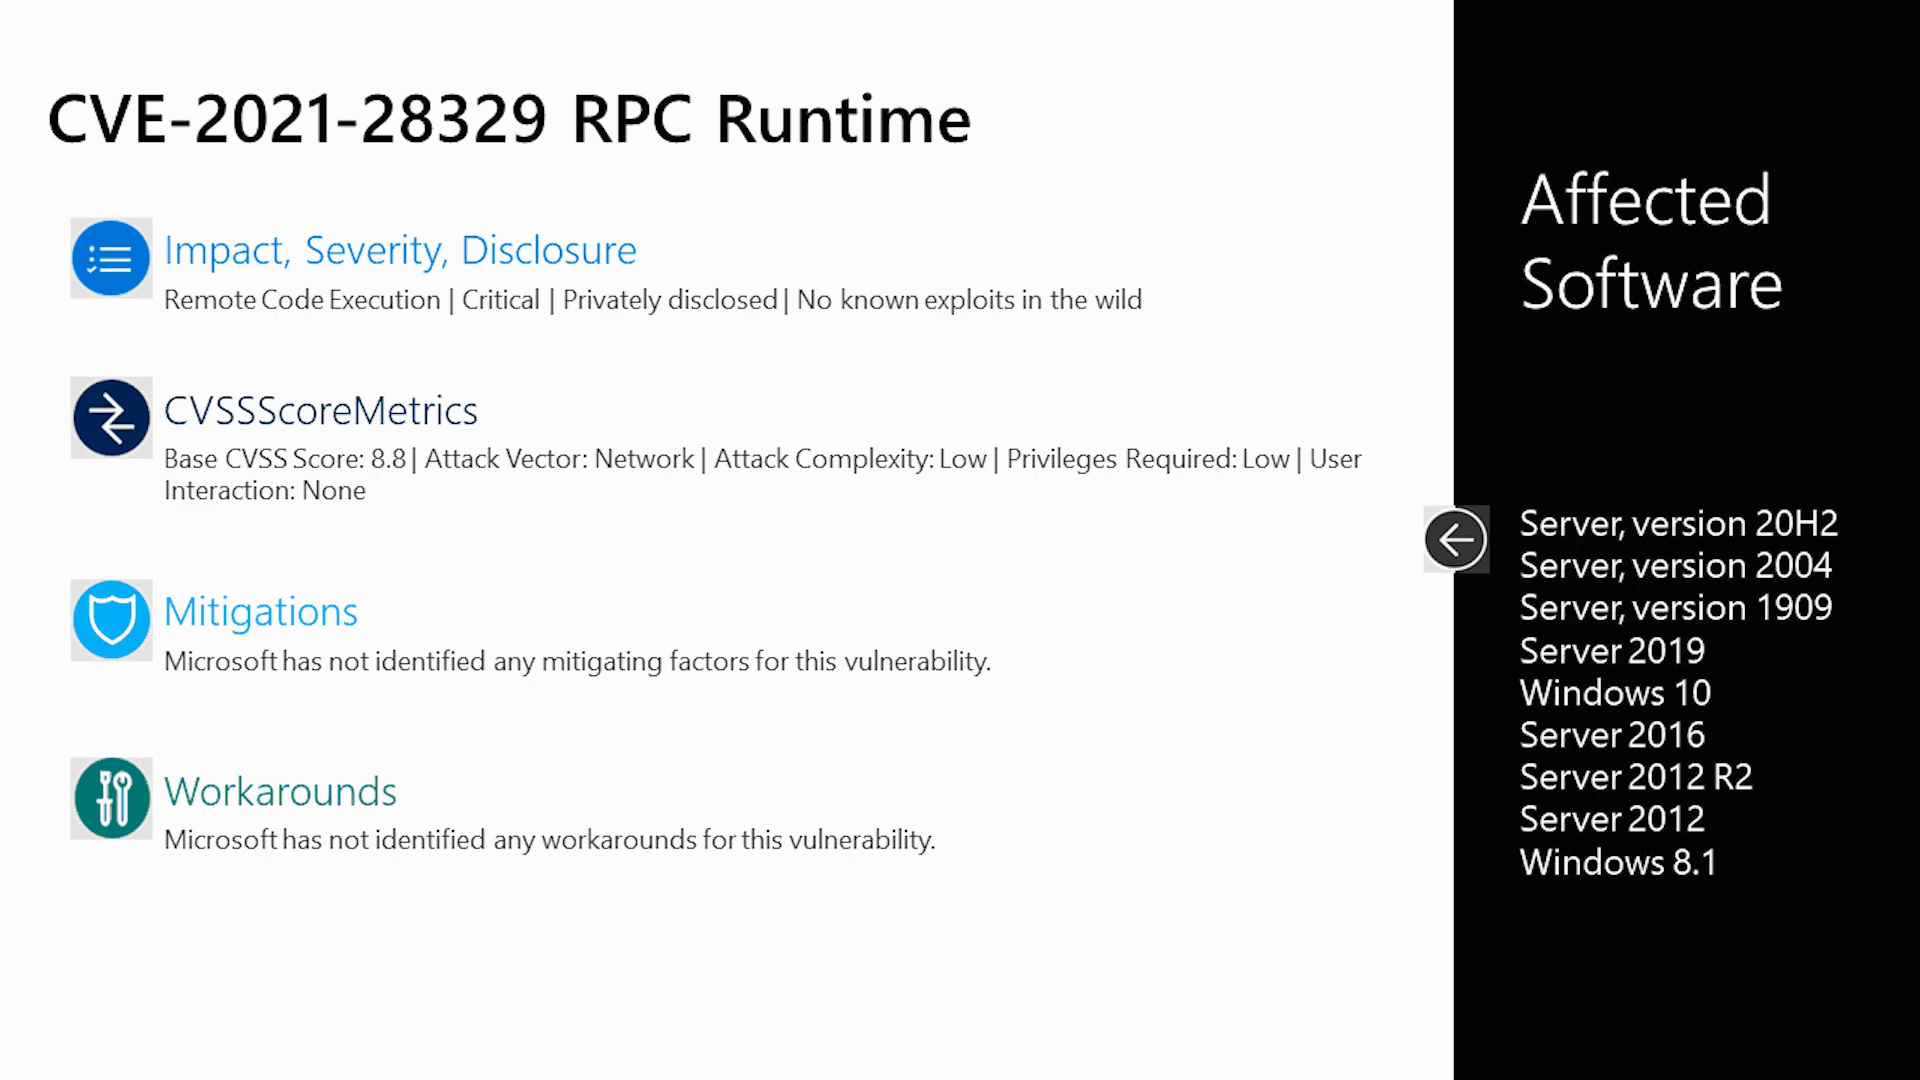 CVE-2021-28329 RPC Runtime
Impact, Severity, Disclosure
Remote Code Execution | Critical | Privately disclosed | No known exploits in the wild
CVSSScoreMetrics
Base CVSS Score: 8.8 | Attack Vector: Network | Attack Complexity: Low | Privileges Required: Low | User
Interaction: None
Mitigations
Microsoft has not identified any mitigating factors for this vulnerability.
Workarounds
Microsoft has not identified any workarounds for this vulnerability.
Affected
Software
Server, version 20H2
Server, version 2004
Server, version 1909
Server 2019
Windows 10
Server 2016
Server 2012 R2
Server 2012
Windows 8.1